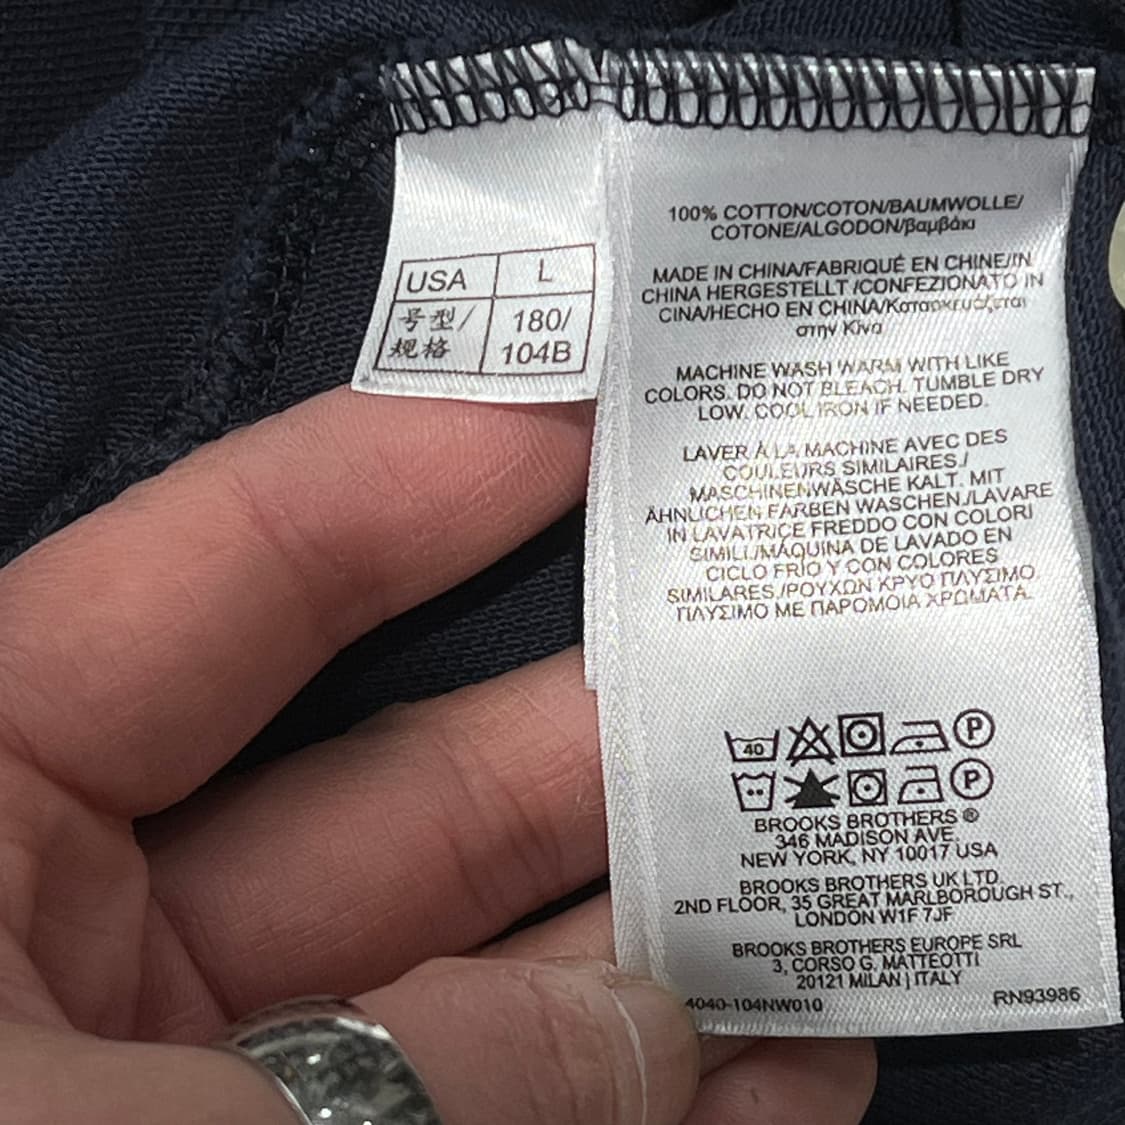 USA L
号型/ 180/
规格 104B
100% COTTON/COTON/BAUMWOLLE/
COTONE/ALGODON/βαμβάκι
MADE IN CHINA/FABRIQUÉ EN CHINE/IN
CHINA HERGESTELLT /CONFEZIONATO IN
CINA/HECHO EN CHINA/Κατασκευάζεται
στην Κίνα
MACHINE WASH WARM WITH LIKE
COLORS. DO NOT BLEACH. TUMBLE DRY
LOW. COOL IRON IF NEEDED.
LAVER À LA MACHINE AVEC DES
COULEURS SIMILAIRES./
MASCHINENWÄSCHE KALT. MIT
ÄHNLICHEN FARBEN WASCHEN./LAVARE
IN LAVATRICE FREDDO CON COLORI
SIMILI./MÁQUINA DE LAVADO EN
CICLO FRÍO Y CON COLORES
SIMILARES./ΡΟΥΧΩΝ ΚΡΥΟ ΠΛΥΣΙΜΟ.
ΠΛΥΣΙΜΟ ΜΕ ΠΑΡΟΜΟΙΑ ΧΡΩΜΑΤΑ.
40 P
P
BROOKS BROTHERS ®
346 MADISON AVE.
NEW YORK, NY 10017 USA
BROOKS BROTHERS UK LTD.
2ND FLOOR, 35 GREAT MARLBOROUGH ST.,
LONDON W1F 7JF
BROOKS BROTHERS EUROPE SRL
3, CORSO G. MATTEOTTI
20121 MILAN | ITALY
4040-104NW010 RN93986